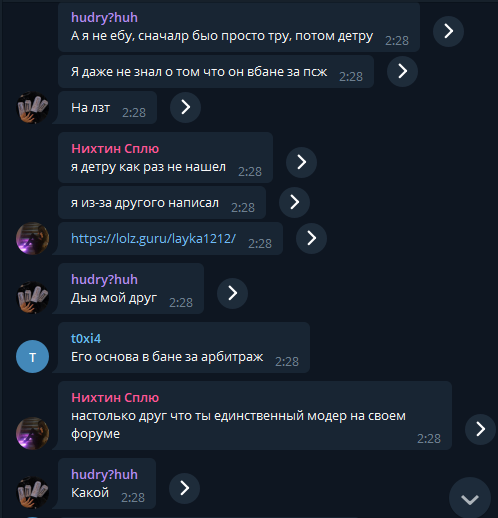 hudry?huh
А я не ебу, сначалр быо просто тру, потом детру 2:28
Я даже не знал о том что он вбане за псж 2:28
На лзт 2:28
Нихтин Сплю
я детру как раз не нашел 2:28
я из-за другого написал 2:28
https://lolz.guru/layka1212/ 2:28
hudry?huh
Дыа мой друг 2:28
t0xi4
T
Его основа в бане за арбитраж 2:28
Нихтин Сплю
настолько друг что ты единственный модер на своем
форуме 2:28
hudry?huh
Какой 2:28